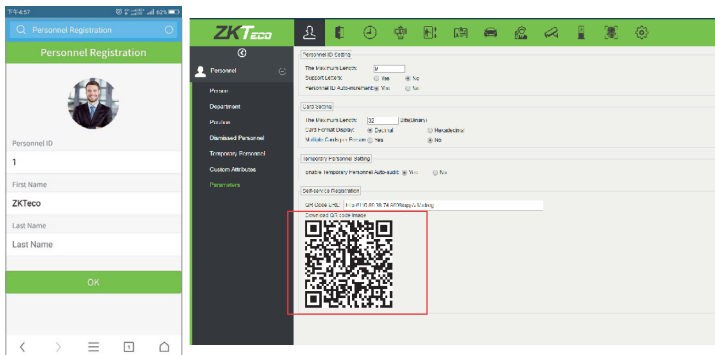 下午4:57
62%
Personnel Registration
Personnel Registration
Personnel ID
1
First Name
ZKTeco
Last Name
Last Name
OK
1
ZKTECO
Personnel
Person
Department
Position
Dismissed Personnel
Temporary Personnel
Custom Attributes
Parameters
Personnel ID Setting
The Maximum Length: 9
Support Letters: Yes No
Personnel ID Auto-increment: Yes No
Card Setting
The Maximum Length: 32 Bits(Binary)
Card Format Display: Decimal Hexadecimal
Multiple Cards per Person: Yes No
Temporary Personnel Setting
Enable Temporary Personnel Auto-audit: Yes No
Self-service Registration
QR Code URL:
Download QR code image